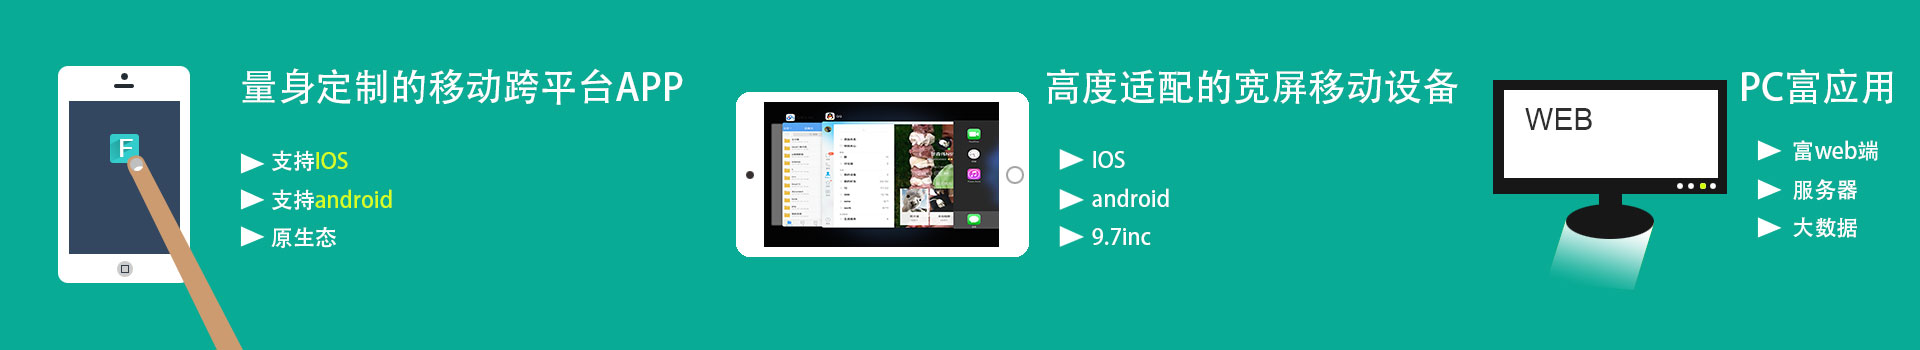 量身定制的移动跨平台APP
支持IOS
支持android
原生态
F
高度适配的宽屏移动设备
IOS
android
9.7inc
WEB
PC富应用
富web端
服务器
大数据